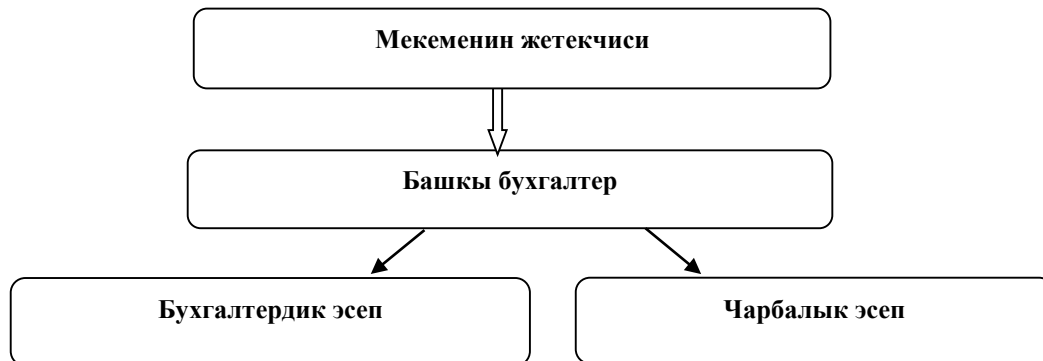 Мекеменин жетекчиси
Башкы бухгалтер
Бухгалтердик эсеп
Чарбалык эсеп